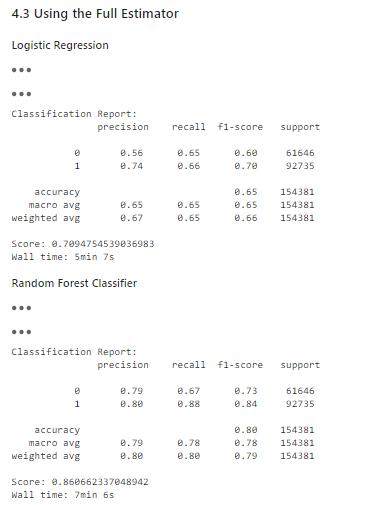 4.3 Using the Full Estimator
Logistic Regression
•••
•••
Classification Report:
precision recall f1-score support
0 0.56 0.65 0.60 61646
1 0.74 0.66 0.70 92735
accuracy 0.65 154381
macro avg 0.65 0.65 0.65 154381
weighted avg 0.67 0.65 0.66 154381
Score: 0.7094754539036983
Wall time: 5min 7s
Random Forest Classifier
•••
•••
Classification Report:
precision recall f1-score support
0 0.79 0.67 0.73 61646
1 0.80 0.88 0.84 92735
accuracy 0.80 154381
macro avg 0.79 0.78 0.78 154381
weighted avg 0.80 0.80 0.79 154381
Score: 0.860662337048942
Wall time: 7min 6s